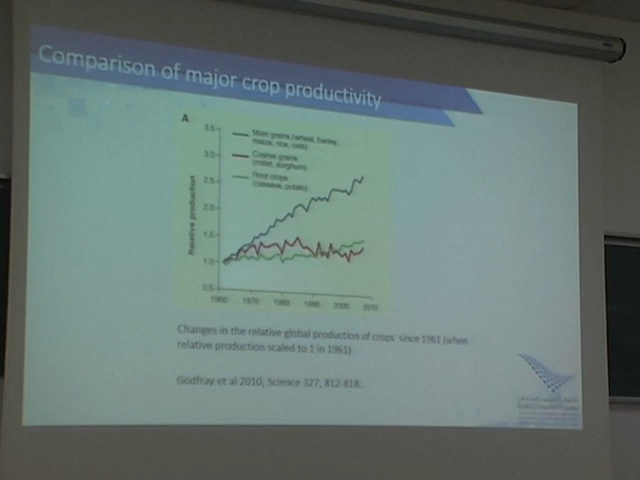 Comparison of major crop productivity
A
3.5
Main grains (wheat, barley,
maize, rice, oats)
3.0
Coarse grains
(millet, sorghum)
2.5
Root crops
(cassava, potato)
2.0
1.5
1.0
0.5
Relative production
1960 1970 1980 1990 2000 2010
Changes in the relative global production of crops since 1961 (when
relative production scaled to 1 in 1961)
Godfray et al 2010, Science 327, 812-818.